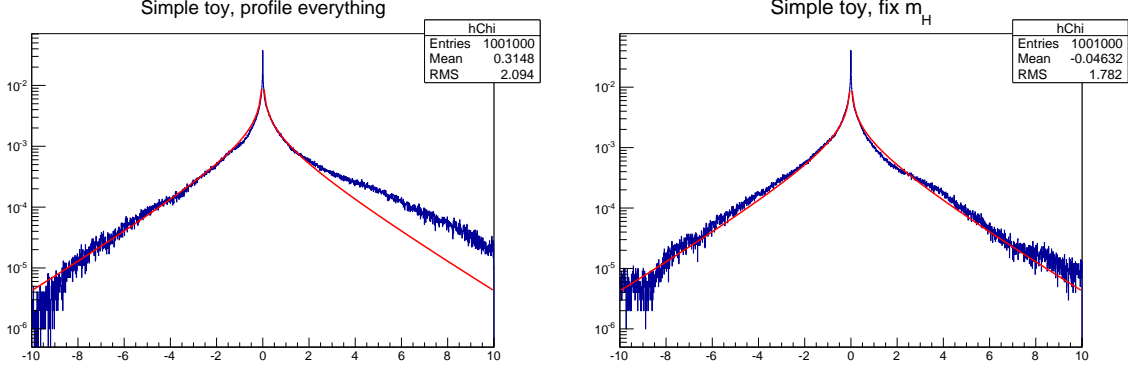 Simple toy, profile everything
hChi
Entries 1001000
Mean 0.3148
RMS 2.094
10^-2
10^-3
10^-4
10^-5
10^-6
-10 -8 -6 -4 -2 0 2 4 6 8 10
Simple toy, fix m_H
hChi
Entries 1001000
Mean -0.04632
RMS 1.782
10^-2
10^-3
10^-4
10^-5
10^-6
-10 -8 -6 -4 -2 0 2 4 6 8 10